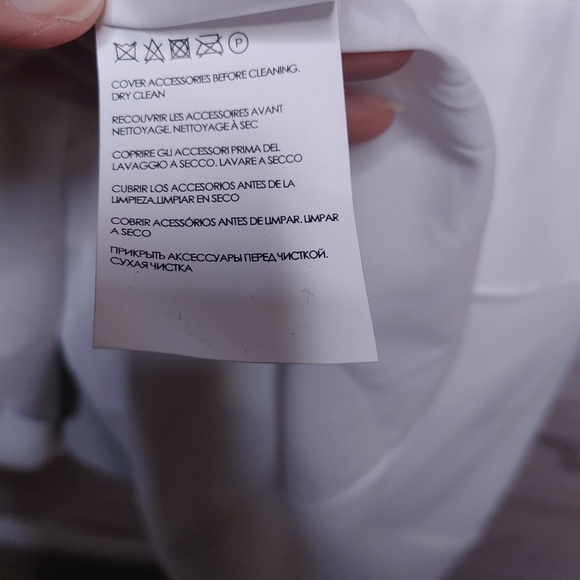 P
COVER ACCESSORIES BEFORE CLEANING.
DRY CLEAN
RECOUVRIR LES ACCESSOIRES AVANT
NETTOYAGE. NETTOYAGE À SEC
COPRIRE GLI ACCESSORI PRIMA DEL
LAVAGGIO A SECCO. LAVARE A SECCO
CUBRIR LOS ACCESORIOS ANTES DE LA
LIMPIEZA.LIMPIAR EN SECO
COBRIR ACESSÓRIOS ANTES DE LIMPAR. LIMPAR
A SECO
ПРИКРЫТЬ АКСЕССУАРЫ ПЕРЕД ЧИСТКОЙ.
СУХАЯ ЧИСТКА